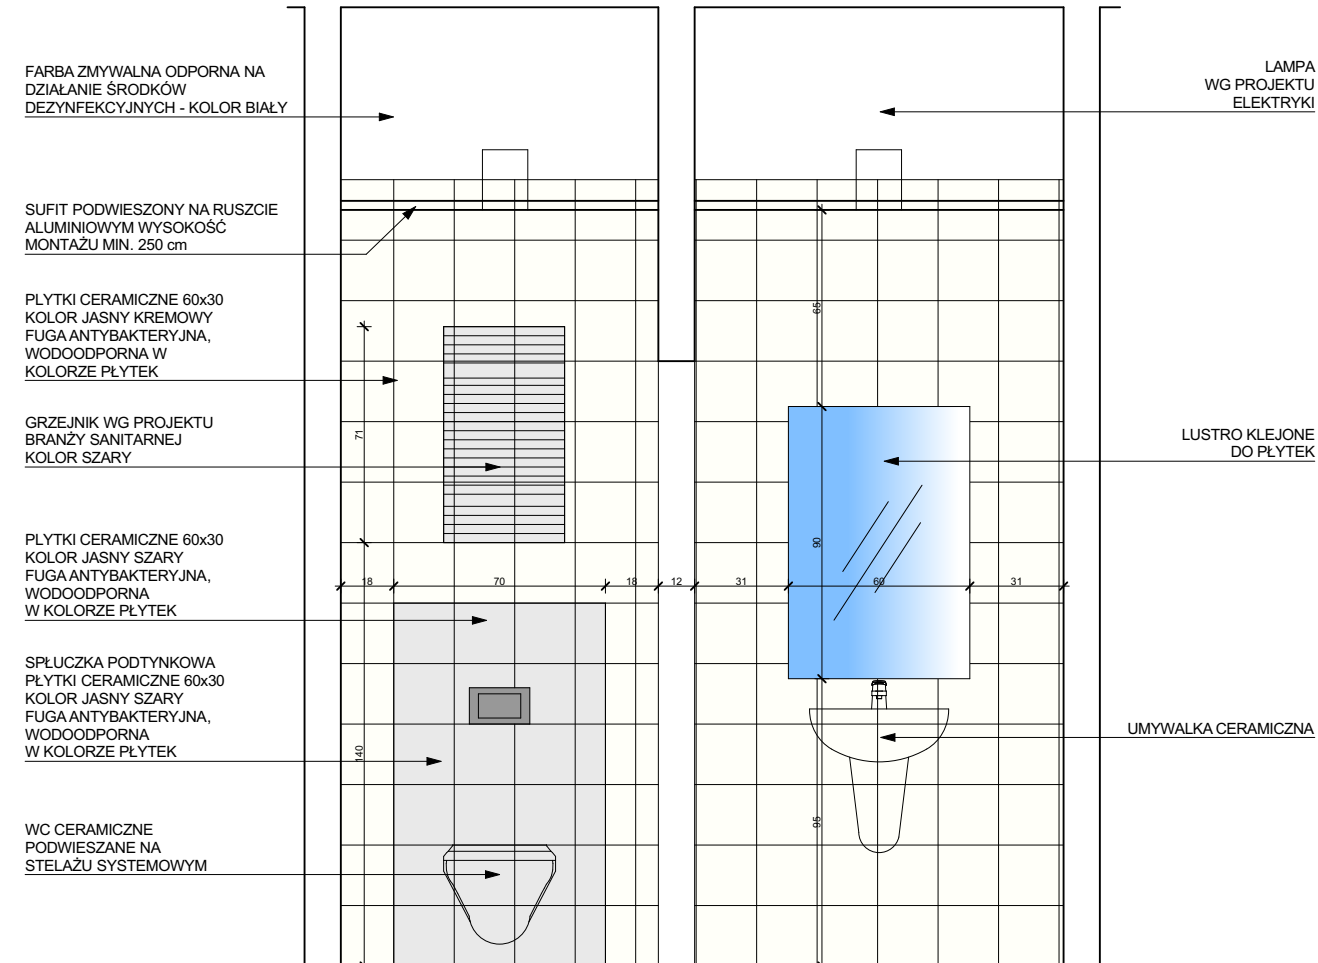 FARBA ZMYWALNA ODPORNA NA
DZIAŁANIE ŚRODKÓW
DEZYNFEKCYJNYCH - KOLOR BIAŁY
SUFIT PODWIESZONY NA RUSZCIE
ALUMINIOWYM WYSOKOŚĆ
MONTAŻU MIN. 250 cm
PLYTKI CERAMICZNE 60x30
KOLOR JASNY KREMOWY
FUGA ANTYBAKTERYJNA,
WODOODPORNA W
KOLORZE PŁYTEK
GRZEJNIK WG PROJEKTU
BRANŻY SANITARNEJ
KOLOR SZARY
PLYTKI CERAMICZNE 60x30
KOLOR JASNY SZARY
FUGA ANTYBAKTERYJNA,
WODOODPORNA
W KOLORZE PŁYTEK
SPŁUCZKA PODTYNKOWA
PŁYTKI CERAMICZNE 60x30
KOLOR JASNY SZARY
FUGA ANTYBAKTERYJNA,
WODOODPORNA
W KOLORZE PŁYTEK
WC CERAMICZNE
PODWIESZANE NA
STELAŻU SYSTEMOWYM
71
140
18
70
18
12
31
60
31
65
90
95
LAMPA
WG PROJEKTU
ELEKTRYKI
LUSTRO KLEJONE
DO PŁYTEK
UMYWALKA CERAMICZNA